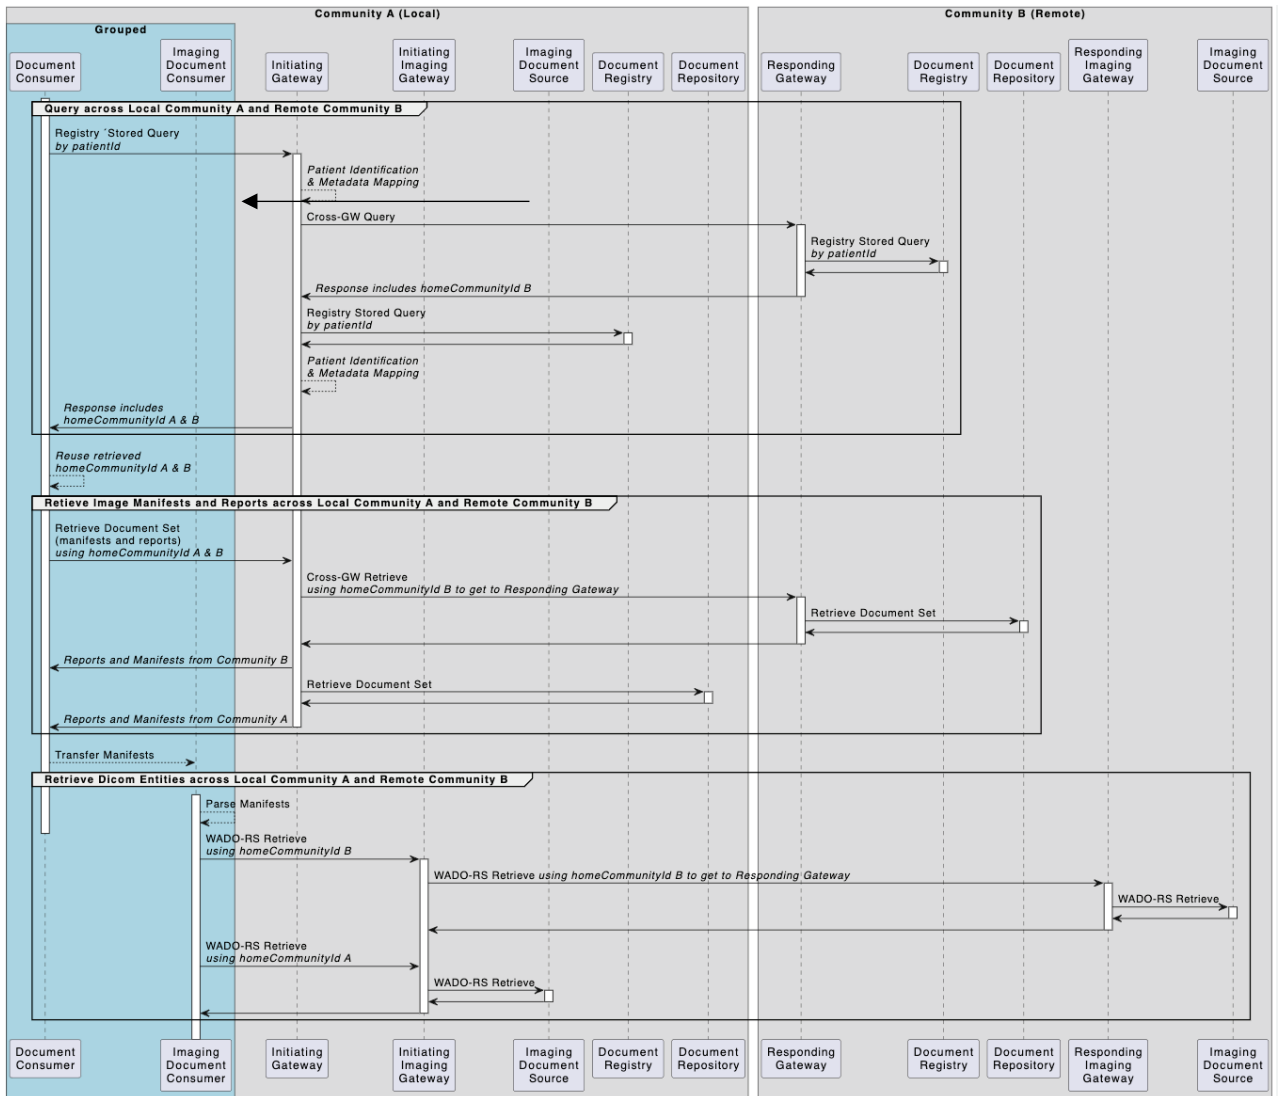 Community A (Local)
Community B (Remote)
Grouped
Document
Consumer
Imaging
Document
Consumer
Initiating
Gateway
Initiating
Imaging
Gateway
Imaging
Document
Source
Document
Registry
Document
Repository
Responding
Gateway
Document
Registry
Document
Repository
Responding
Imaging
Gateway
Imaging
Document
Source
Query across Local Community A and Remote Community B
Registry ´Stored Query
by patientId
Patient Identification
& Metadata Mapping
Cross-GW Query
Registry Stored Query
by patientId
Response includes homeCommunityId B
Registry Stored Query
by patientId
Patient Identification
& Metadata Mapping
Response includes
homeCommunityId A & B
Reuse retrieved
homeCommunityId A & B
Retieve Image Manifests and Reports across Local Community A and Remote Community B
Retrieve Document Set
(manifests and reports)
using homeCommunityId A & B
Cross-GW Retrieve
using homeCommunityId B to get to Responding Gateway
Retrieve Document Set
Reports and Manifests from Community B
Retrieve Document Set
Reports and Manifests from Community A
Transfer Manifests
Retrieve Dicom Entities across Local Community A and Remote Community B
Parse Manifests
WADO-RS Retrieve
using homeCommunityId B
WADO-RS Retrieve using homeCommunityId B to get to Responding Gateway
WADO-RS Retrieve
WADO-RS Retrieve
using homeCommunityId A
WADO-RS Retrieve
Document
Consumer
Imaging
Document
Consumer
Initiating
Gateway
Initiating
Imaging
Gateway
Imaging
Document
Source
Document
Registry
Document
Repository
Responding
Gateway
Document
Registry
Document
Repository
Responding
Imaging
Gateway
Imaging
Document
Source